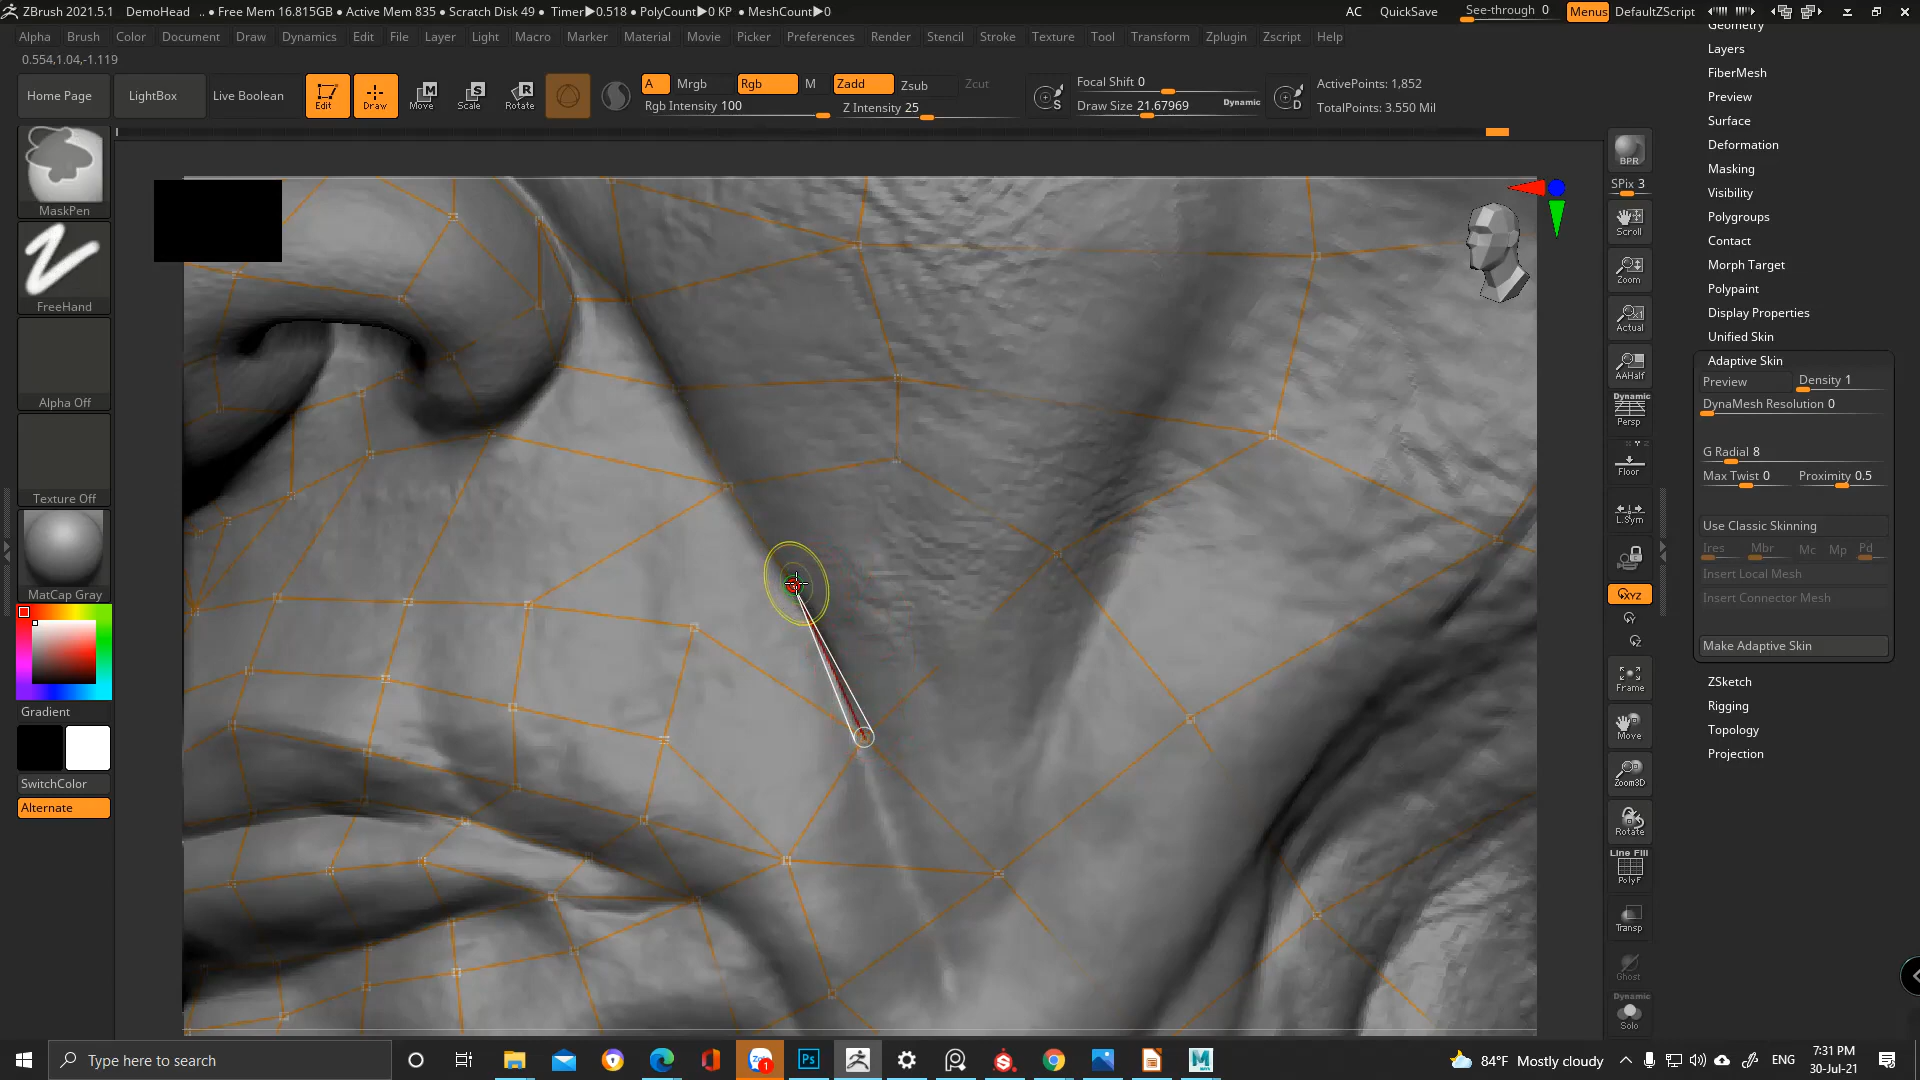 ZBrush 2021.5.1 DemoHead .. • Free Mem 16.815GB • Active Mem 835 • Scratch Disk 49 • Timer▶0.518 • PolyCount▶0 KP • MeshCount▶0 AC QuickSave See-through 0 Menus DefaultZScript
Alpha Brush Color Document Draw Dynamics Edit File Layer Light Macro Marker Material Movie Picker Preferences Render Stencil Stroke Texture Tool Transform Zplugin Zscript Help
0.554,1.04,-1.119
Home Page LightBox Live Boolean Edit Draw Move Scale Rotate
A Mrgb Rgb M Zadd Zsub Zcut
Rgb Intensity 100 Z Intensity 25
Focal Shift 0
Draw Size 21.67969 Dynamic
ActivePoints: 1,852
TotalPoints: 3.550 Mil
MaskPen
FreeHand
Alpha Off
Texture Off
MatCap Gray
Gradient
SwitchColor
Alternate
BPR
SPix 3
Scroll
Zoom
Actual
AAHalf
Dynamic
Persp
Floor
L.Sym
XYZ
Frame
Move
Zoom3D
Rotate
Line Fill
PolyF
Transp
Ghost
Dynamic
Solo
Geometry
Layers
FiberMesh
Preview
Surface
Deformation
Masking
Visibility
Polygroups
Contact
Morph Target
Polypaint
Display Properties
Unified Skin
Adaptive Skin
Preview Density 1
DynaMesh Resolution 0
G Radial 8
Max Twist 0 Proximity 0.5
Use Classic Skinning
Ires Mbr Mc Mp Pd
Insert Local Mesh
Insert Connector Mesh
Make Adaptive Skin
ZSketch
Rigging
Topology
Projection
Type here to search
84°F Mostly cloudy
ENG
7:31 PM
30-Jul-21